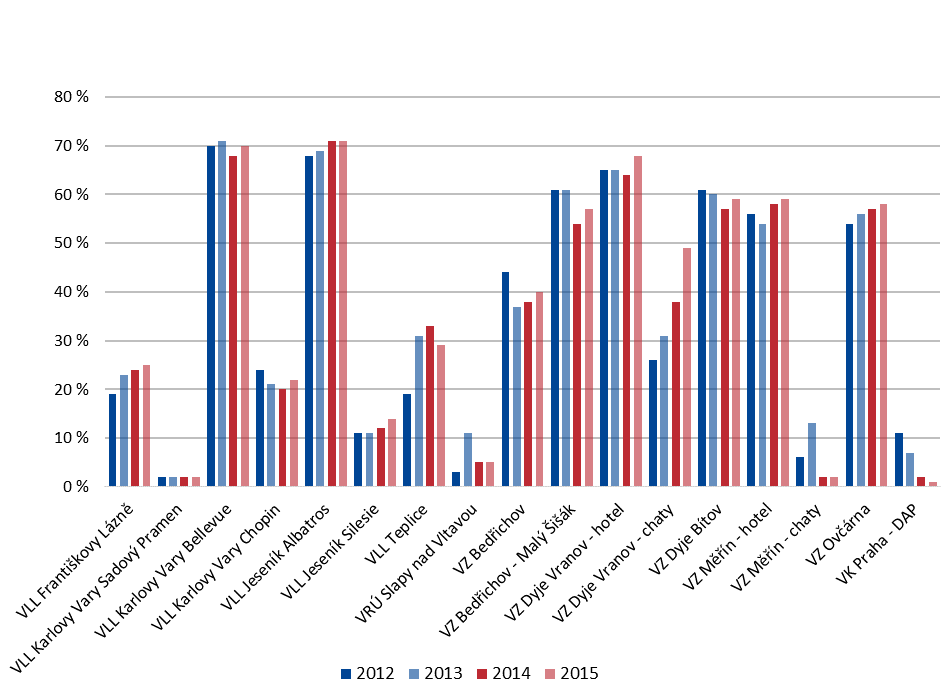 80 %
70 %
60 %
50 %
40 %
30 %
20 %
10 %
0 %
VLL Františkovy Lázně
VLL Karlovy Vary Sadový Pramen
VLL Karlovy Vary Bellevue
VLL Karlovy Vary Chopin
VLL Jeseník Albatros
VLL Jeseník Silesie
VLL Teplice
VRÚ Slapy nad Vltavou
VZ Bedřichov
VZ Bedřichov - Malý Šišák
VZ Dyje Vranov - hotel
VZ Dyje Vranov - chaty
VZ Dyje Bítov
VZ Měřín - hotel
VZ Měřín - chaty
VZ Ovčárna
VK Praha - DAP
2012 2013 2014 2015